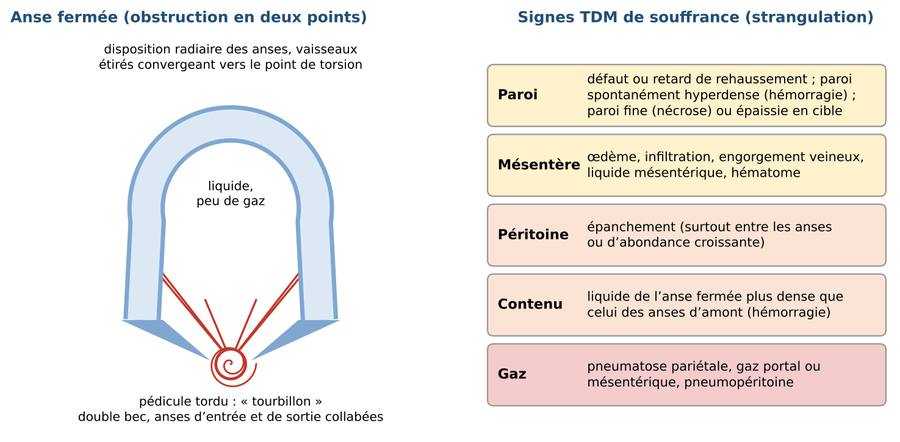 Anse fermée (obstruction en deux points)
disposition radiaire des anses, vaisseaux
étirés convergeant vers le point de torsion
liquide,
peu de gaz
pédicule tordu : « tourbillon »
double bec, anses d’entrée et de sortie collabées
Signes TDM de souffrance (strangulation)
Paroi
défaut ou retard de rehaussement ; paroi
spontanément hyperdense (hémorragie) ;
paroi fine (nécrose) ou épaissie en cible
Mésentère
œdème, infiltration, engorgement veineux,
liquide mésentérique, hématome
Péritoine
épanchement (surtout entre les anses
ou d’abondance croissante)
Contenu
liquide de l’anse fermée plus dense que
celui des anses d’amont (hémorragie)
Gaz
pneumatose pariétale, gaz portal ou
mésentérique, pneumopéritoine